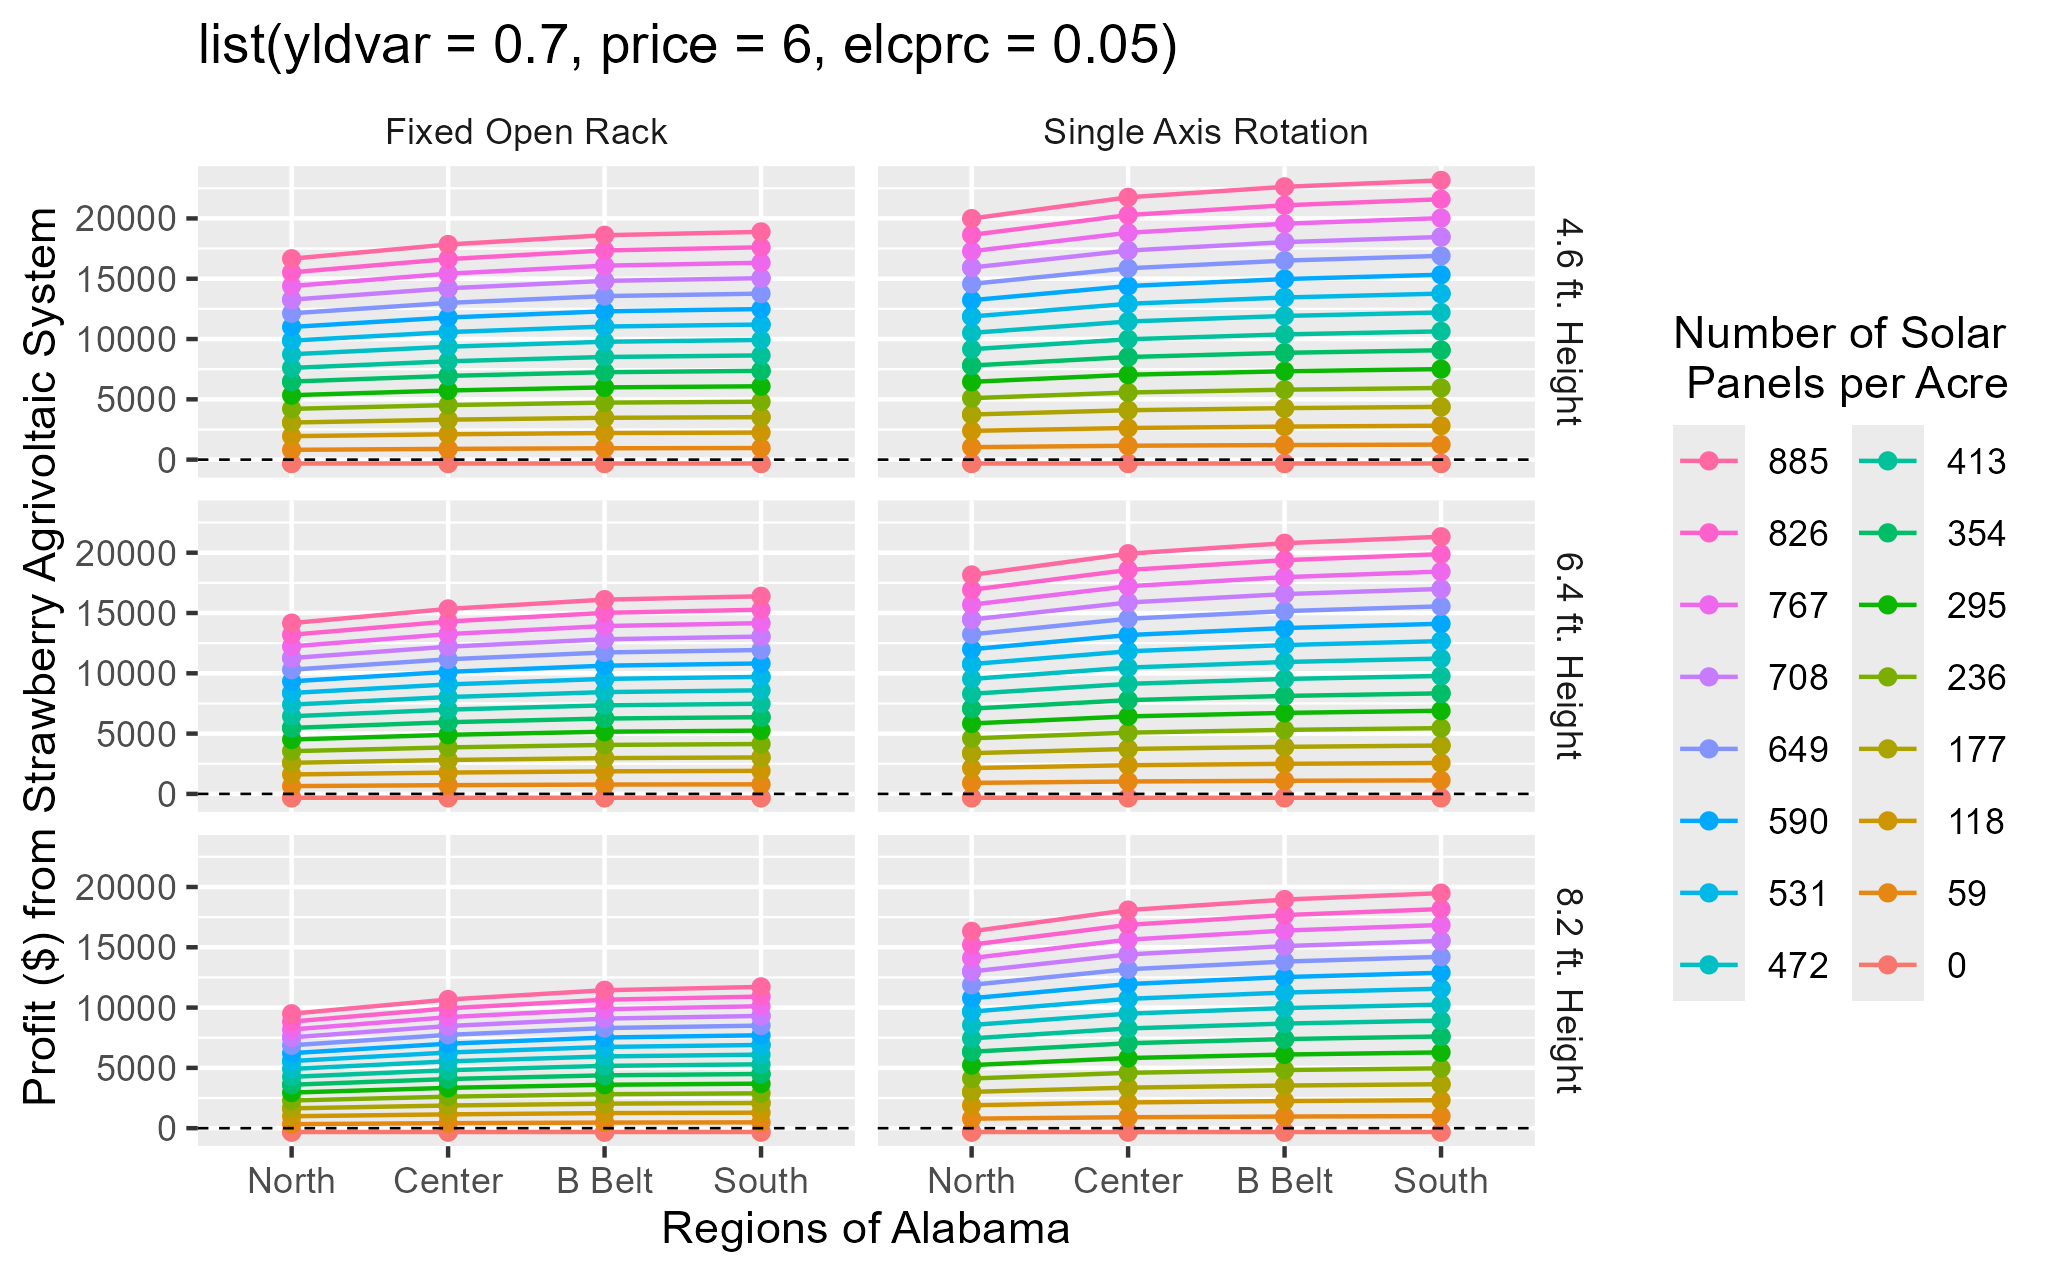 list(yldvar = 0.7, price = 6, elcprc = 0.05)
Fixed Open Rack
Single Axis Rotation
Profit ($) from Strawberry Agrivoltaic System
20000
15000
10000
5000
0
4.6 ft. Height
20000
15000
10000
5000
0
6.4 ft. Height
20000
15000
10000
5000
0
8.2 ft. Height
North Center B Belt South
North Center B Belt South
Regions of Alabama
Number of Solar
Panels per Acre
885
826
767
708
649
590
531
472
413
354
295
236
177
118
59
0